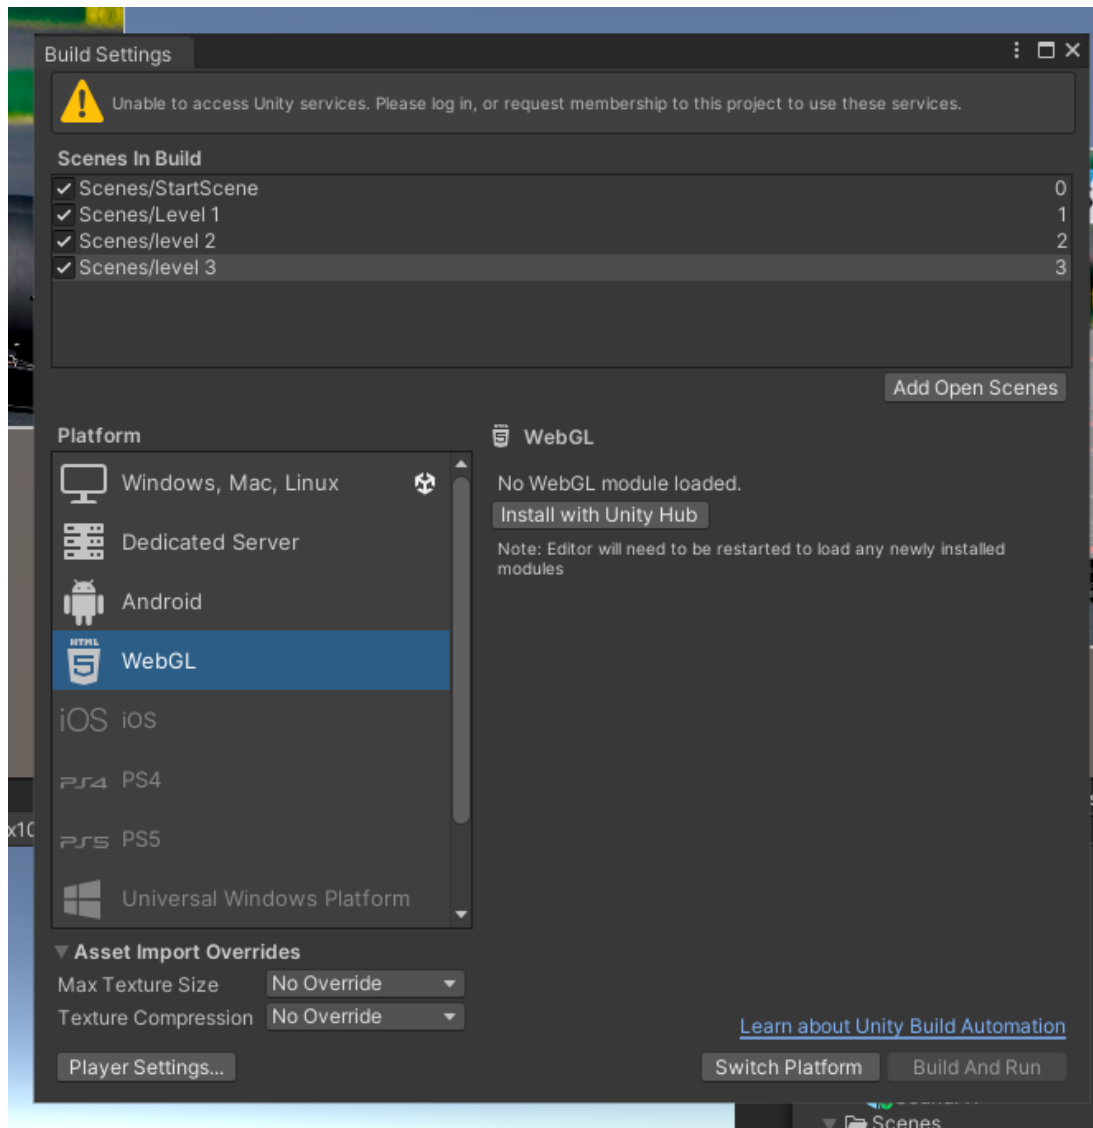 Build Settings
Unable to access Unity services. Please log in, or request membership to this project to use these services.
Scenes In Build
Scenes/StartScene 0
Scenes/Level 1 1
Scenes/level 2 2
Scenes/level 3 3
Add Open Scenes
Platform
Windows, Mac, Linux
Dedicated Server
Android
HTML
5
WebGL
iOS iOS
PS4 PS4
PS5 PS5
Universal Windows Platform
HTML
5
WebGL
No WebGL module loaded.
Install with Unity Hub
Note: Editor will need to be restarted to load any newly installed
modules
x10
Asset Import Overrides
Max Texture Size No Override
Texture Compression No Override
Learn about Unity Build Automation
Player Settings...
Switch Platform
Build And Run
Scenes